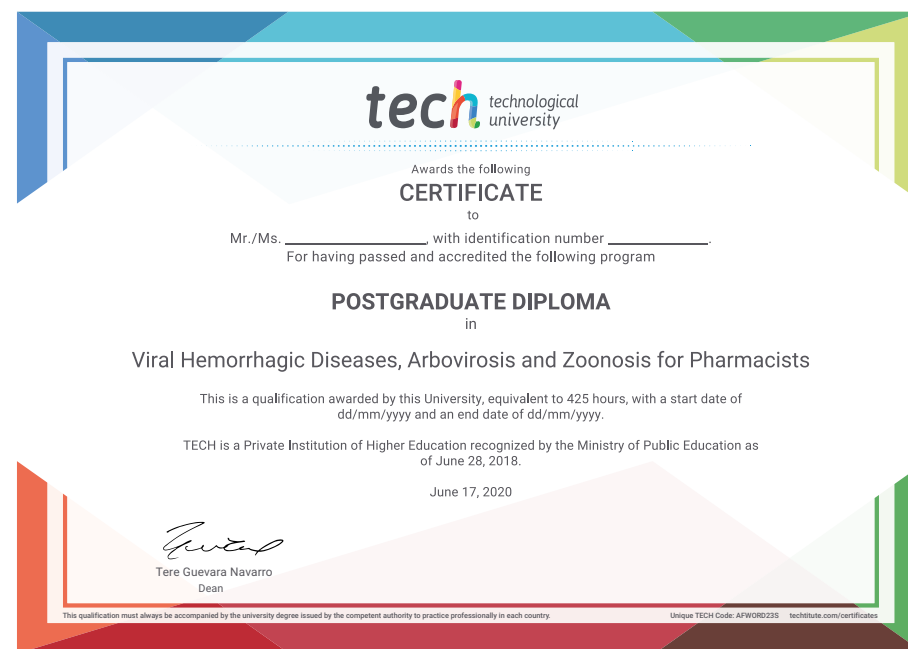 tech technological
university
Awards the following
CERTIFICATE
to
Mr./Ms. ____________, with identification number ____________.
For having passed and accredited the following program
POSTGRADUATE DIPLOMA
in
Viral Hemorrhagic Diseases, Arbovirosis and Zoonosis for Pharmacists
This is a qualification awarded by this University, equivalent to 425 hours, with a start date of
dd/mm/yyyy and an end date of dd/mm/yyyy.
TECH is a Private Institution of Higher Education recognized by the Ministry of Public Education as
of June 28, 2018.
June 17, 2020
Tere Guevara Navarro
Dean
This qualification must always be accompanied by the university degree issued by the competent authority to practice professionally in each country. Unique TECH Code: AFWORD23S techtitute.com/certificates